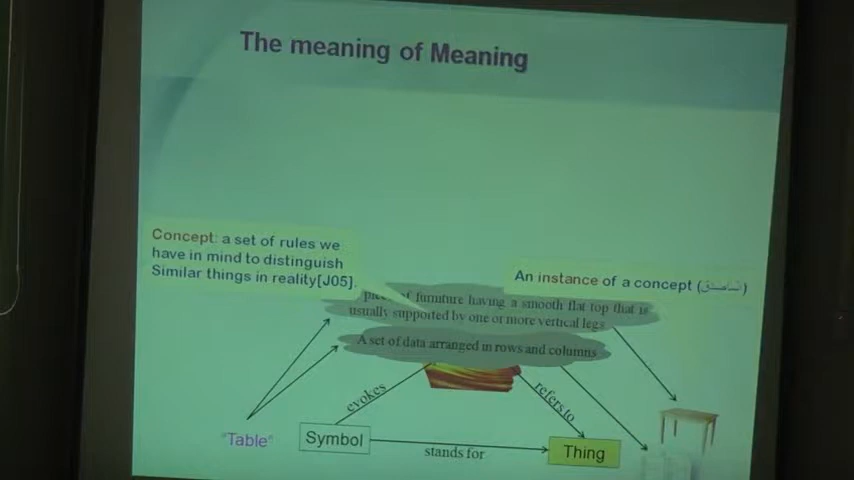 The meaning of Meaning
Concept: a set of rules we
have in mind to distinguish
Similar things in reality[J05].
An instance of a concept
of furniture having a smooth flat top that is
usually supported by one or more vertical legs
A set of data arranged in rows and columns
evokes
refers to
"Table"
Symbol
stands for
Thing